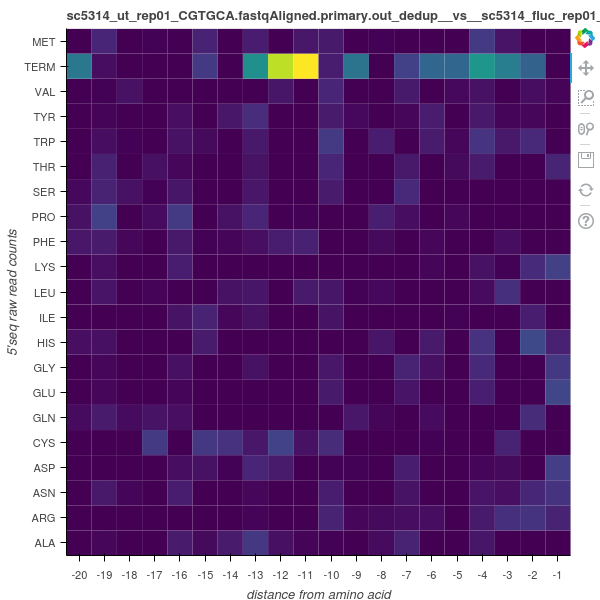 sc5314_ut_rep01_CGTGCA.fastqAligned.primary.out_dedup__vs__sc5314_fluc_rep01_
MET
TERM
VAL
TYR
TRP
THR
SER
PRO
PHE
LYS
LEU
ILE
HIS
GLY
GLU
GLN
CYS
ASP
ASN
ARG
ALA
5'seq raw read counts
-20 -19 -18 -17 -16 -15 -14 -13 -12 -11 -10 -9 -8 -7 -6 -5 -4 -3 -2 -1
distance from amino acid